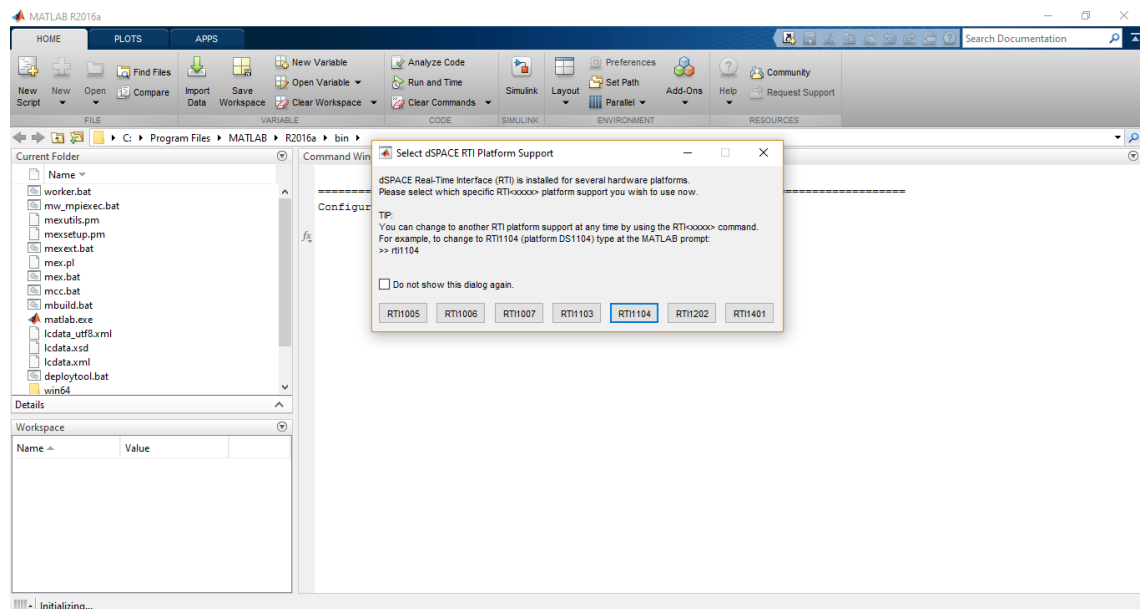 MATLAB R2016a
HOME PLOTS APPS
Search Documentation
New Script
New
Open
Find Files
Compare
Import Data
Save Workspace
New Variable
Open Variable
Clear Workspace
Analyze Code
Run and Time
Clear Commands
Simulink
Layout
Preferences
Set Path
Parallel
Add-Ons
Help
Community
Request Support
FILE VARIABLE CODE SIMULINK ENVIRONMENT RESOURCES
C: Program Files MATLAB R2016a bin
Current Folder
Name
worker.bat
mw_mpiexec.bat
mexutils.pm
mexsetup.pm
mexext.bat
mex.pl
mex.bat
mcc.bat
mbuild.bat
matlab.exe
lcdata_utf8.xml
lcdata.xsd
lcdata.xml
deploytool.bat
win64
Details
Workspace
Name Value
Command Win
Configur
fx
Select dSPACE RTI Platform Support
dSPACE Real-Time Interface (RTI) is installed for several hardware platforms.
Please select which specific RTI<xxxx> platform support you wish to use now.
TIP:
You can change to another RTI platform support at any time by using the RTI<xxxx> command.
For example, to change to RTI1104 (platform DS1104) type at the MATLAB prompt:
>> rti1104
Do not show this dialog again.
RTI1005 RTI1006 RTI1007 RTI1103 RTI1104 RTI1202 RTI1401
Initializing...